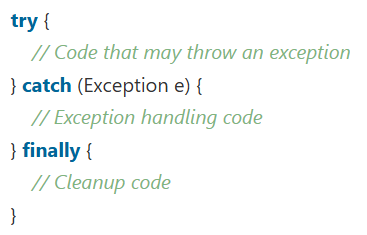 try {
// Code that may throw an exception
} catch (Exception e) {
// Exception handling code
} finally {
// Cleanup code
}